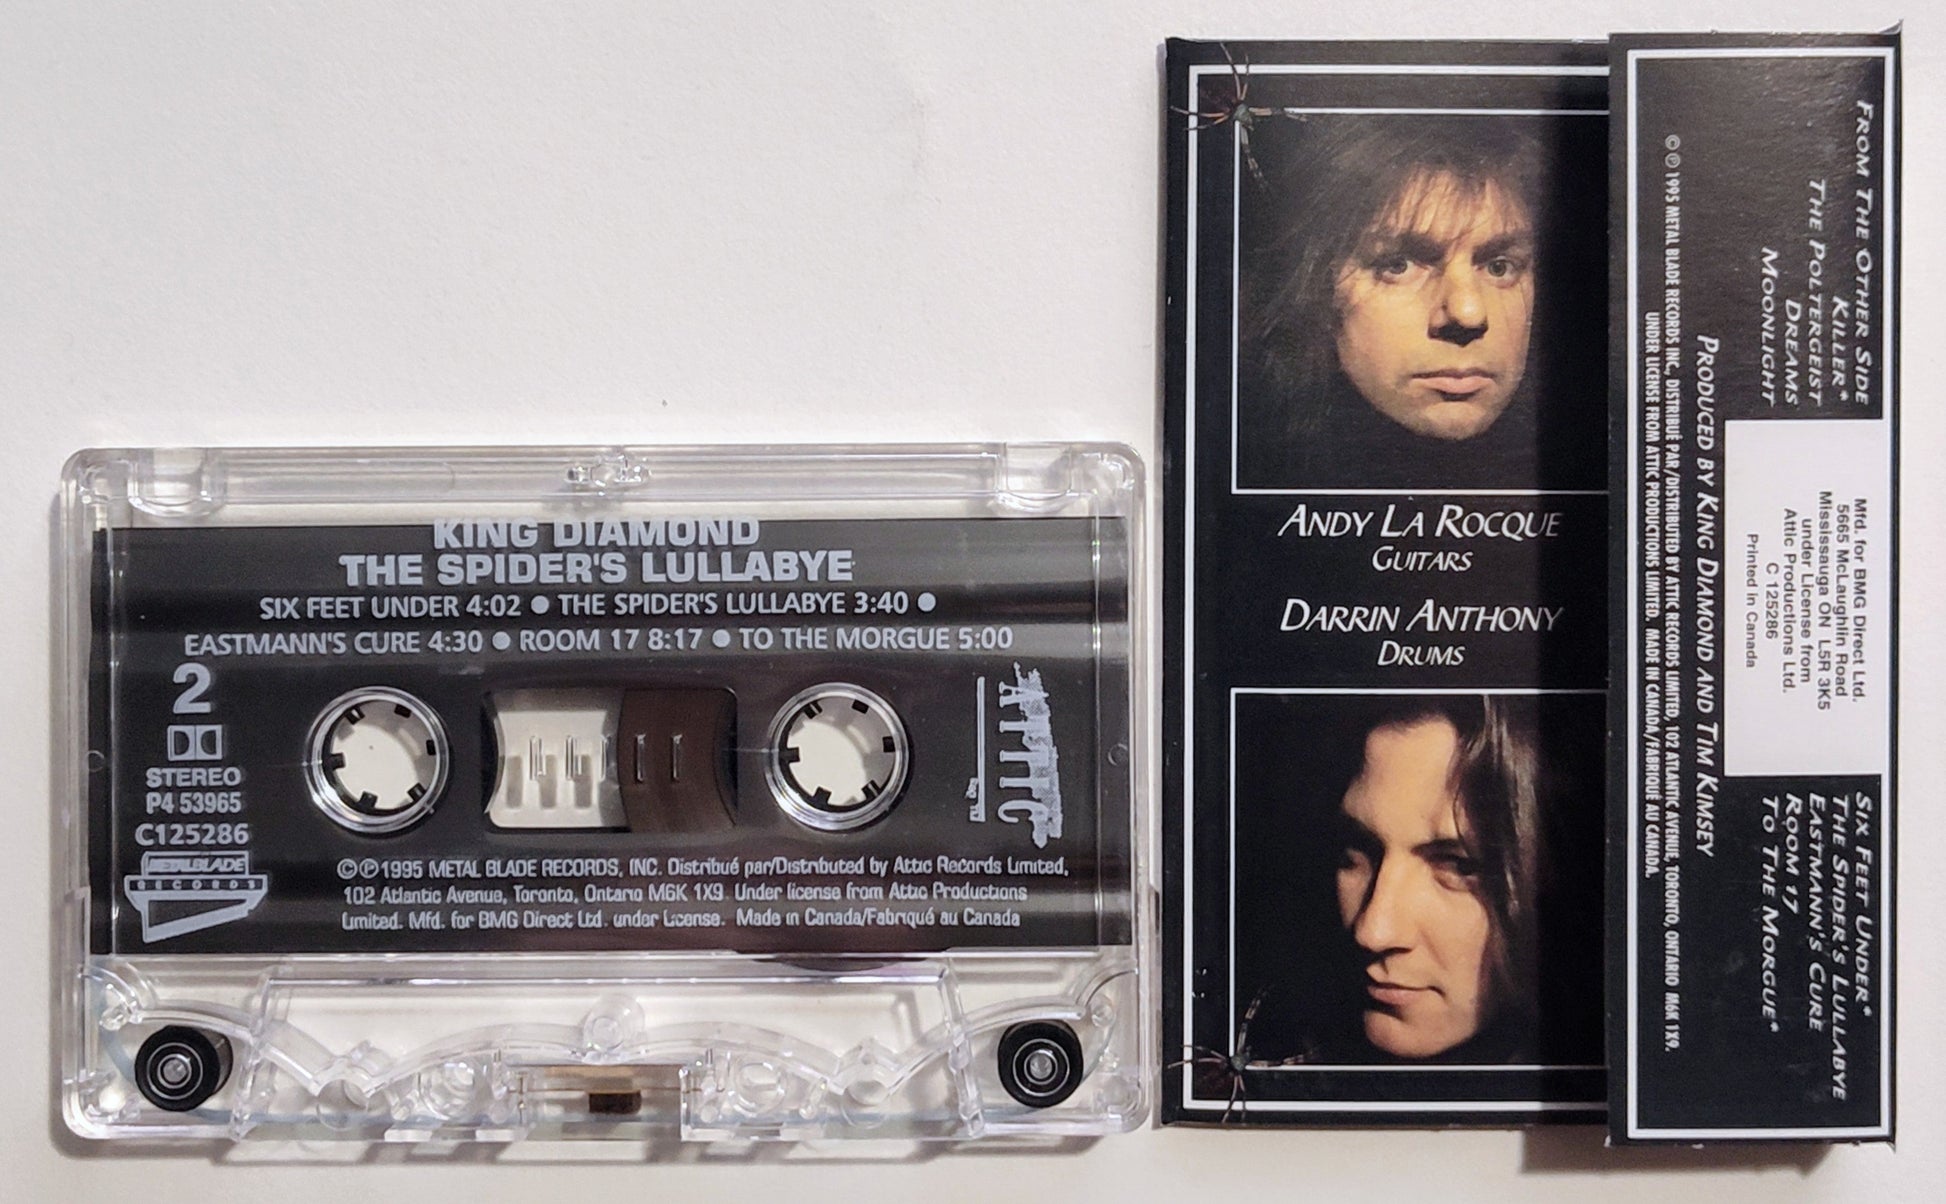 KING DIAMOND
THE SPIDER'S LULLABYE
SIX FEET UNDER 4:02 ● THE SPIDER'S LULLABYE 3:40 ●
EASTMANN'S CURE 4:30 ● ROOM 17 8:17 ● TO THE MORGUE 5:00
2
STEREO
P4 53965
C125286
METAL BLADE
RECORDS
ATTIC
©℗1995 METAL BLADE RECORDS, INC. Distribué par/Distributed by Attic Records Limited,
102 Atlantic Avenue, Toronto, Ontario M6K 1X9. Under license from Attic Productions
Limited. Mfd. for BMG Direct Ltd. under License. Made in Canada/Fabriqué au Canada
ANDY LA ROCQUE
GUITARS
DARRIN ANTHONY
DRUMS
FROM THE OTHER SIDE
KILLER*
THE POLTERGEIST
DREAMS
MOONLIGHT
Mfd. for BMG Direct Ltd.
5665 McLaughlin Road
Mississauga ON L5R 3K5
under License from
Attic Productions Ltd.
C 125286
Printed in Canada
SIX FEET UNDER*
THE SPIDER'S LULLABYE
EASTMANN'S CURE
ROOM 17
TO THE MORGUE*
PRODUCED BY KING DIAMOND AND TIM KIMSEY
©℗1995 METAL BLADE RECORDS INC., DISTRIBUÉ PAR/DISTRIBUTED BY ATTIC RECORDS LIMITED, 102 ATLANTIC AVENUE, TORONTO, ONTARIO M6K 1X9.
UNDER LICENSE FROM ATTIC PRODUCTIONS LIMITED. MADE IN CANADA/FABRIQUÉ AU CANADA.